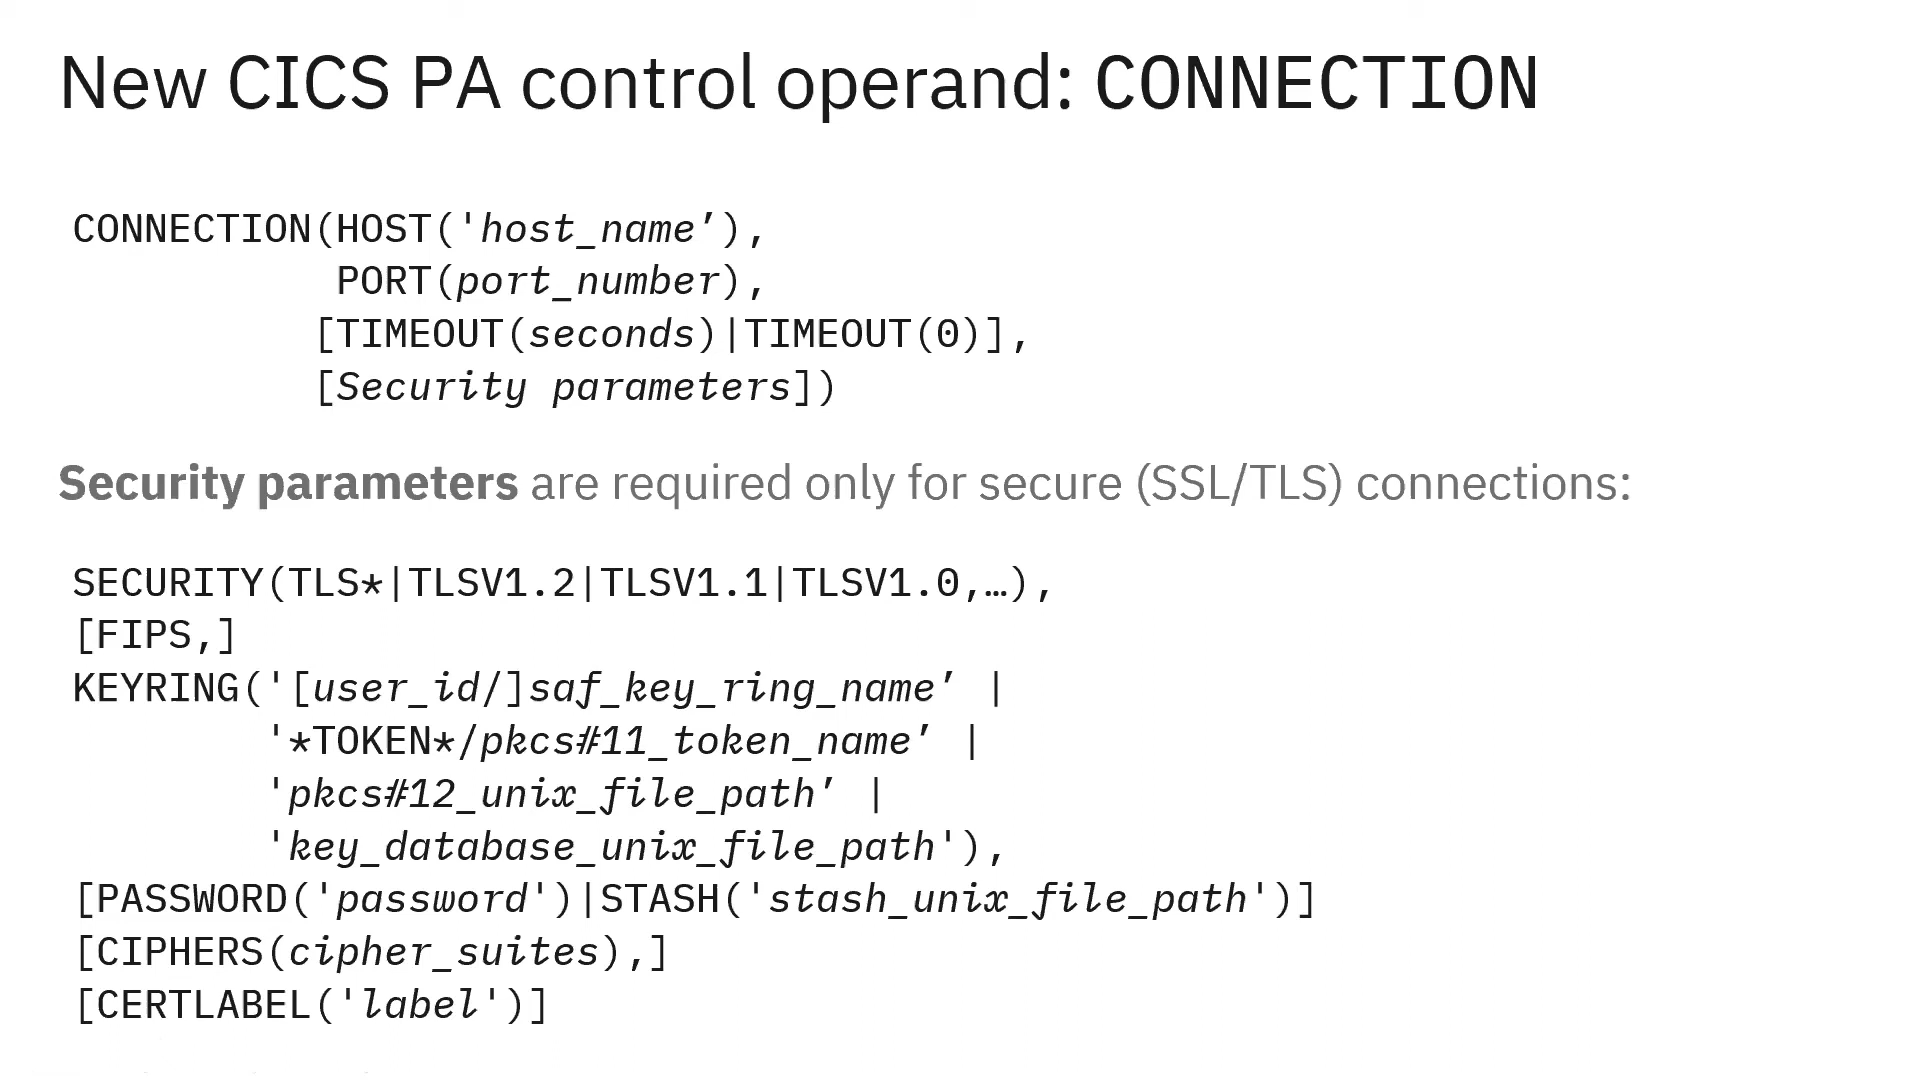 New CICS PA control operand: CONNECTION
CONNECTION(HOST('host_name’),
PORT(port_number),
[TIMEOUT(seconds)|TIMEOUT(0)],
[Security parameters])
Security parameters are required only for secure (SSL/TLS) connections:
SECURITY(TLS*|TLSV1.2|TLSV1.1|TLSV1.0,…),
[FIPS,]
KEYRING('[user_id/]saf_key_ring_name’ |
'*TOKEN*/pkcs#11_token_name’ |
'pkcs#12_unix_file_path’ |
'key_database_unix_file_path'),
[PASSWORD('password')|STASH('stash_unix_file_path')]
[CIPHERS(cipher_suites),]
[CERTLABEL('label')]